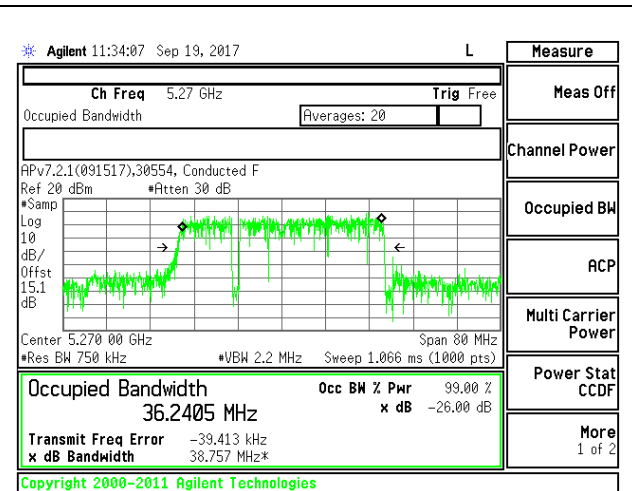 Agilent 11:34:07 Sep 19, 2017 L
Measure
Ch Freq 5.27 GHz Trig Free
Occupied Bandwidth Averages: 20
APv7.2.1(091517),30554, Conducted F
Ref 20 dBm #Atten 30 dB
#Samp
Log
10
dB/
Offst
15.1
dB
Center 5.270 00 GHz Span 80 MHz
#Res BW 750 kHz #VBW 2.2 MHz Sweep 1.066 ms (1000 pts)
Occupied Bandwidth Occ BW % Pwr 99.00 %
36.2405 MHz x dB -26.00 dB
Transmit Freq Error -39.413 kHz
x dB Bandwidth 38.757 MHz*
Copyright 2000-2011 Agilent Technologies
Meas Off
Channel Power
Occupied BW
ACP
Multi Carrier
Power
Power Stat
CCDF
More
1 of 2